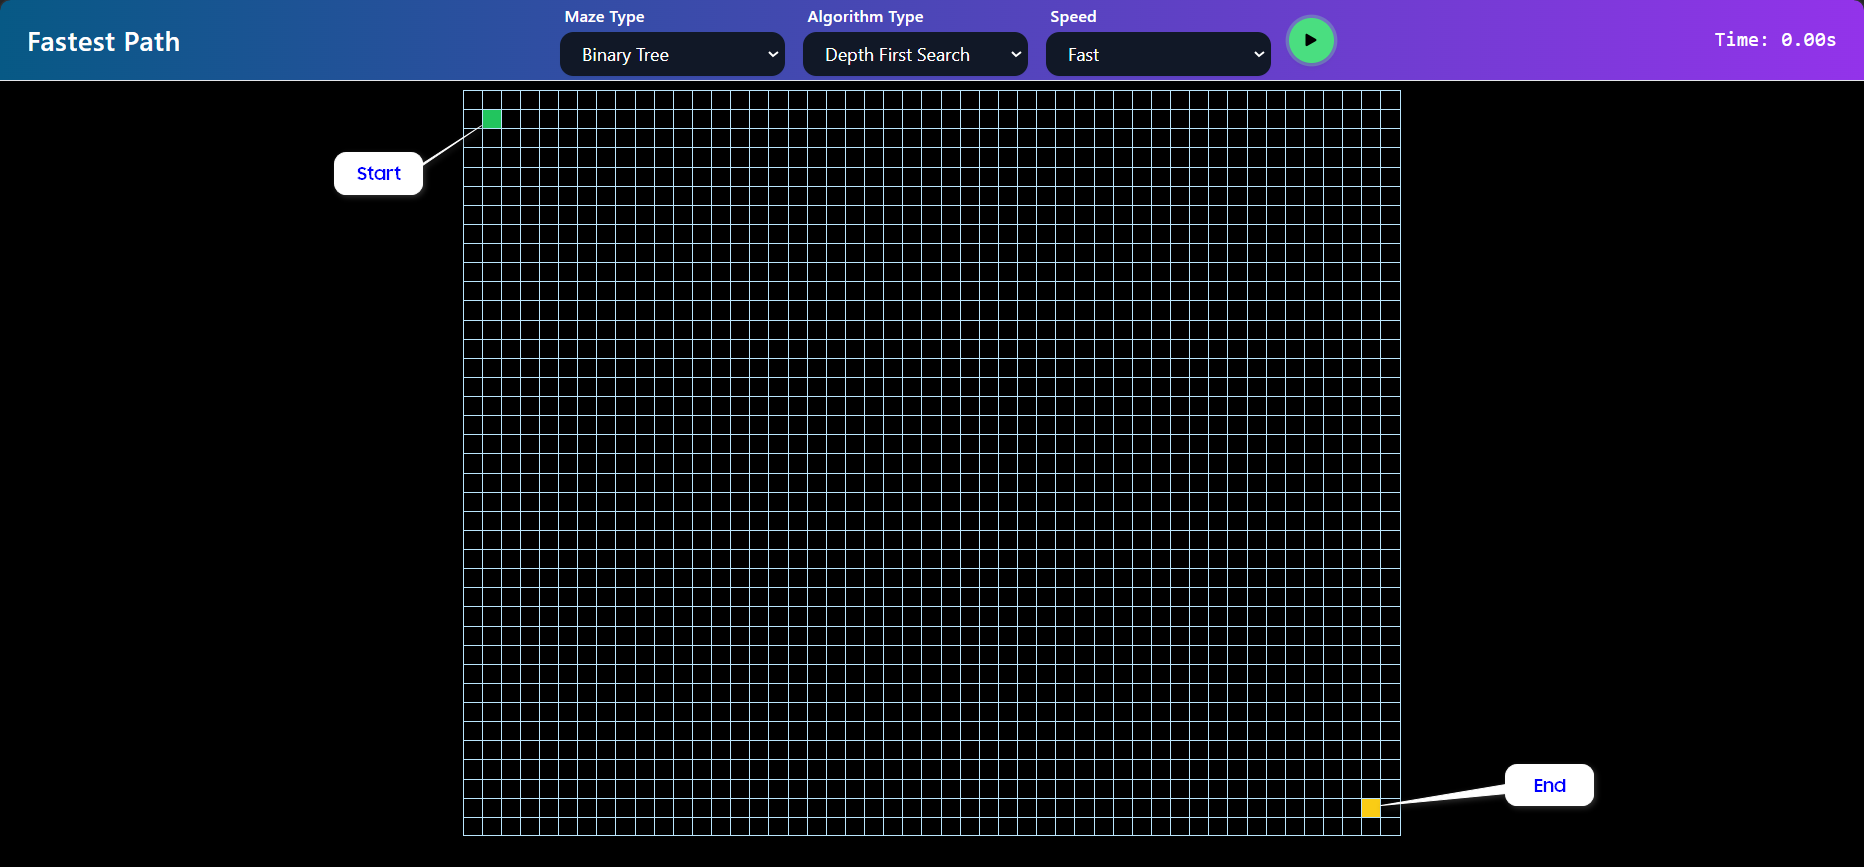 Fastest Path
Maze Type
Binary Tree
Algorithm Type
Depth First Search
Speed
Fast
Time: 0.00s
Start
End